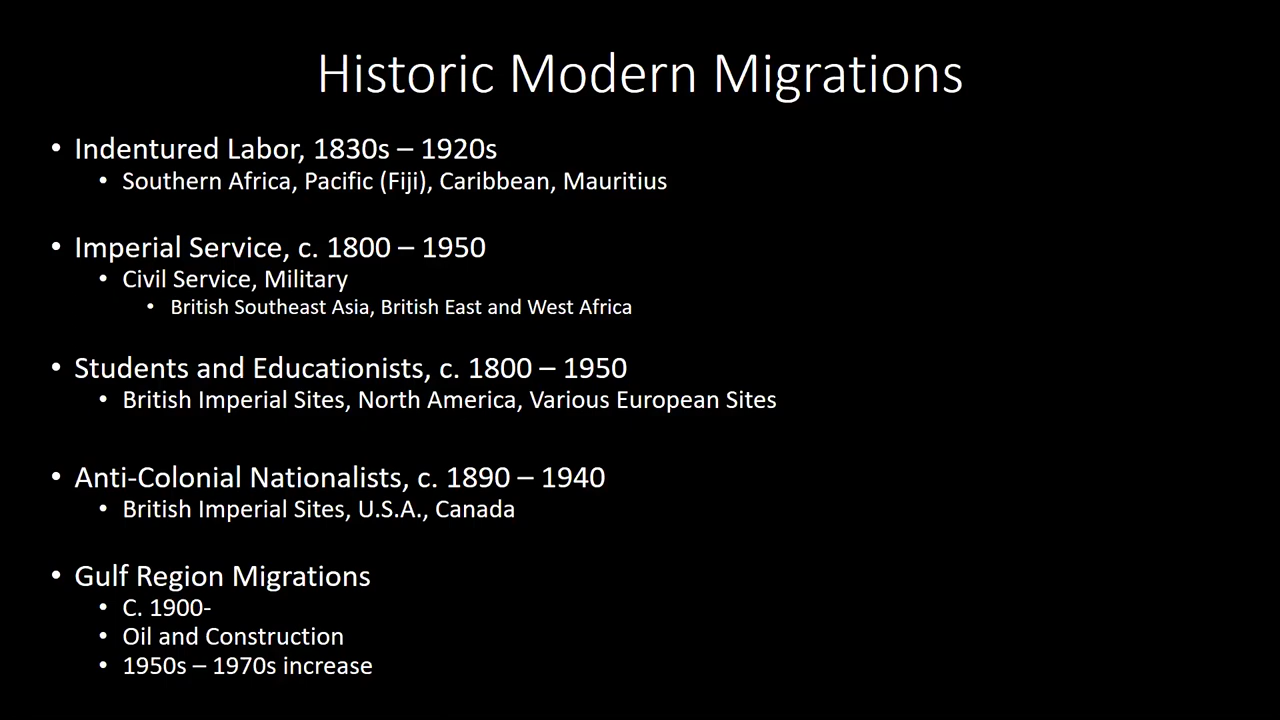 Historic Modern Migrations
• Indentured Labor, 1830s – 1920s
• Southern Africa, Pacific (Fiji), Caribbean, Mauritius
• Imperial Service, c. 1800 – 1950
• Civil Service, Military
• British Southeast Asia, British East and West Africa
• Students and Educationists, c. 1800 – 1950
• British Imperial Sites, North America, Various European Sites
• Anti-Colonial Nationalists, c. 1890 – 1940
• British Imperial Sites, U.S.A., Canada
• Gulf Region Migrations
• C. 1900-
• Oil and Construction
• 1950s – 1970s increase